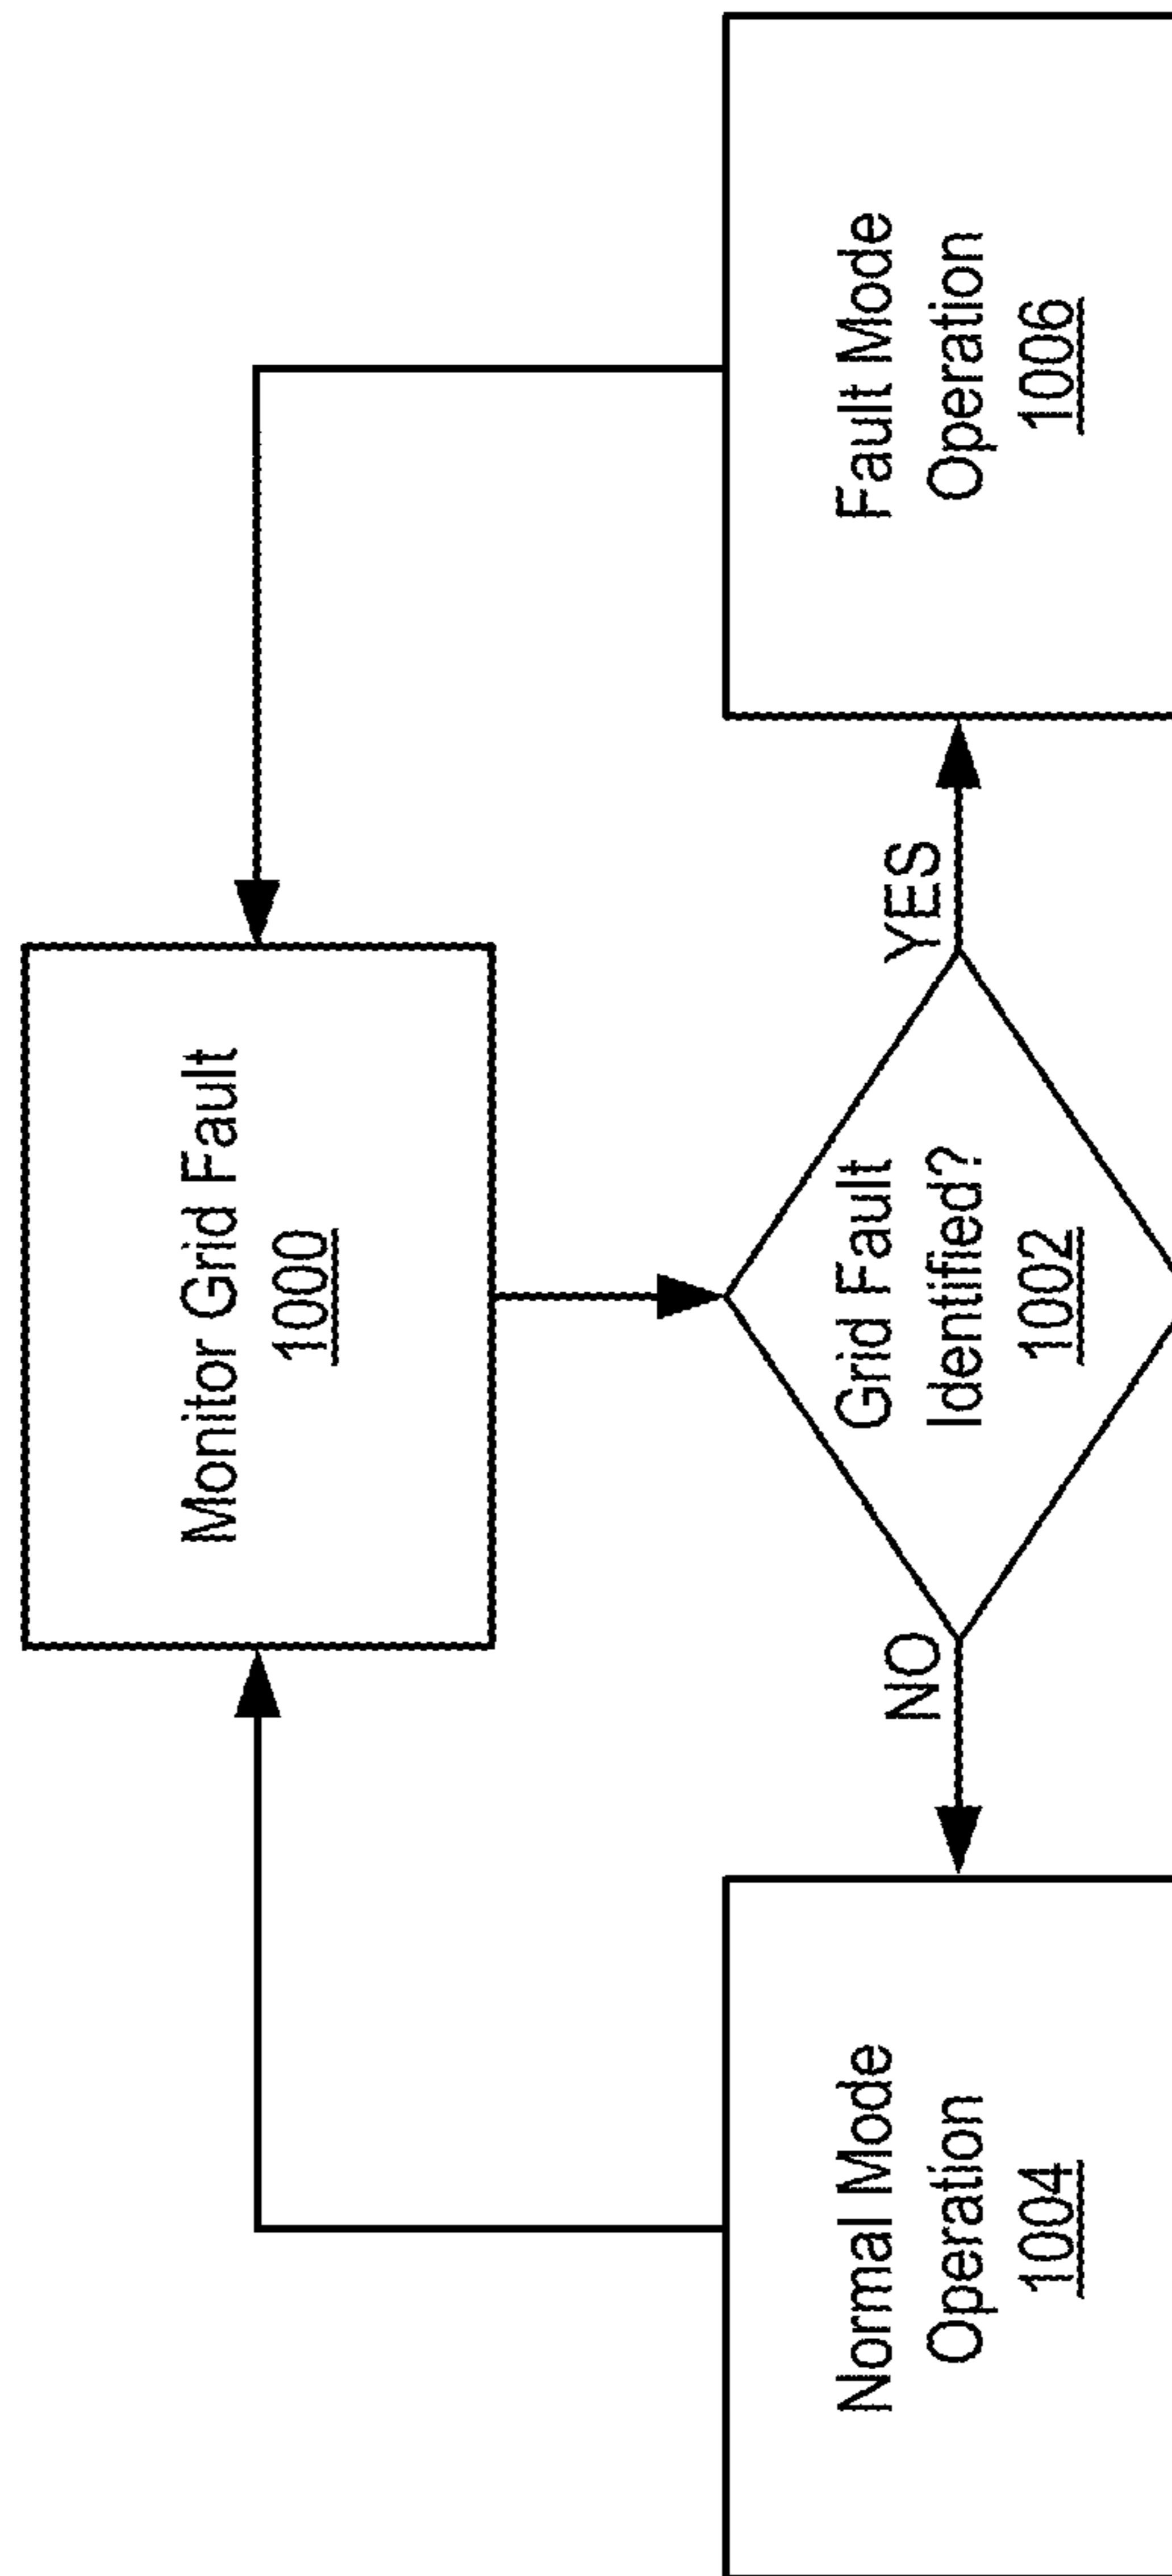 Monitor Grid Fault
1000
NO
Grid Fault
Identified?
1002
YES
Normal Mode
Operation
1004
Fault Mode
Operation
1006